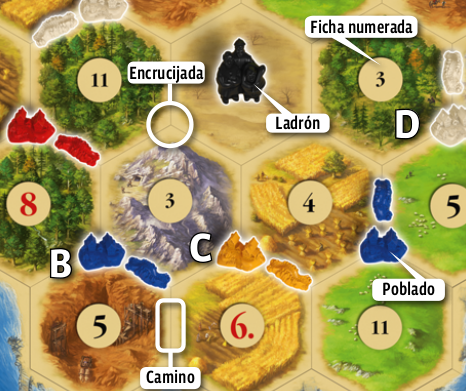 Ficha numerada
11
Encrucijada
3
Ladrón
D
8
3
4
5
B
C
Poblado
5
6.
11
Camino